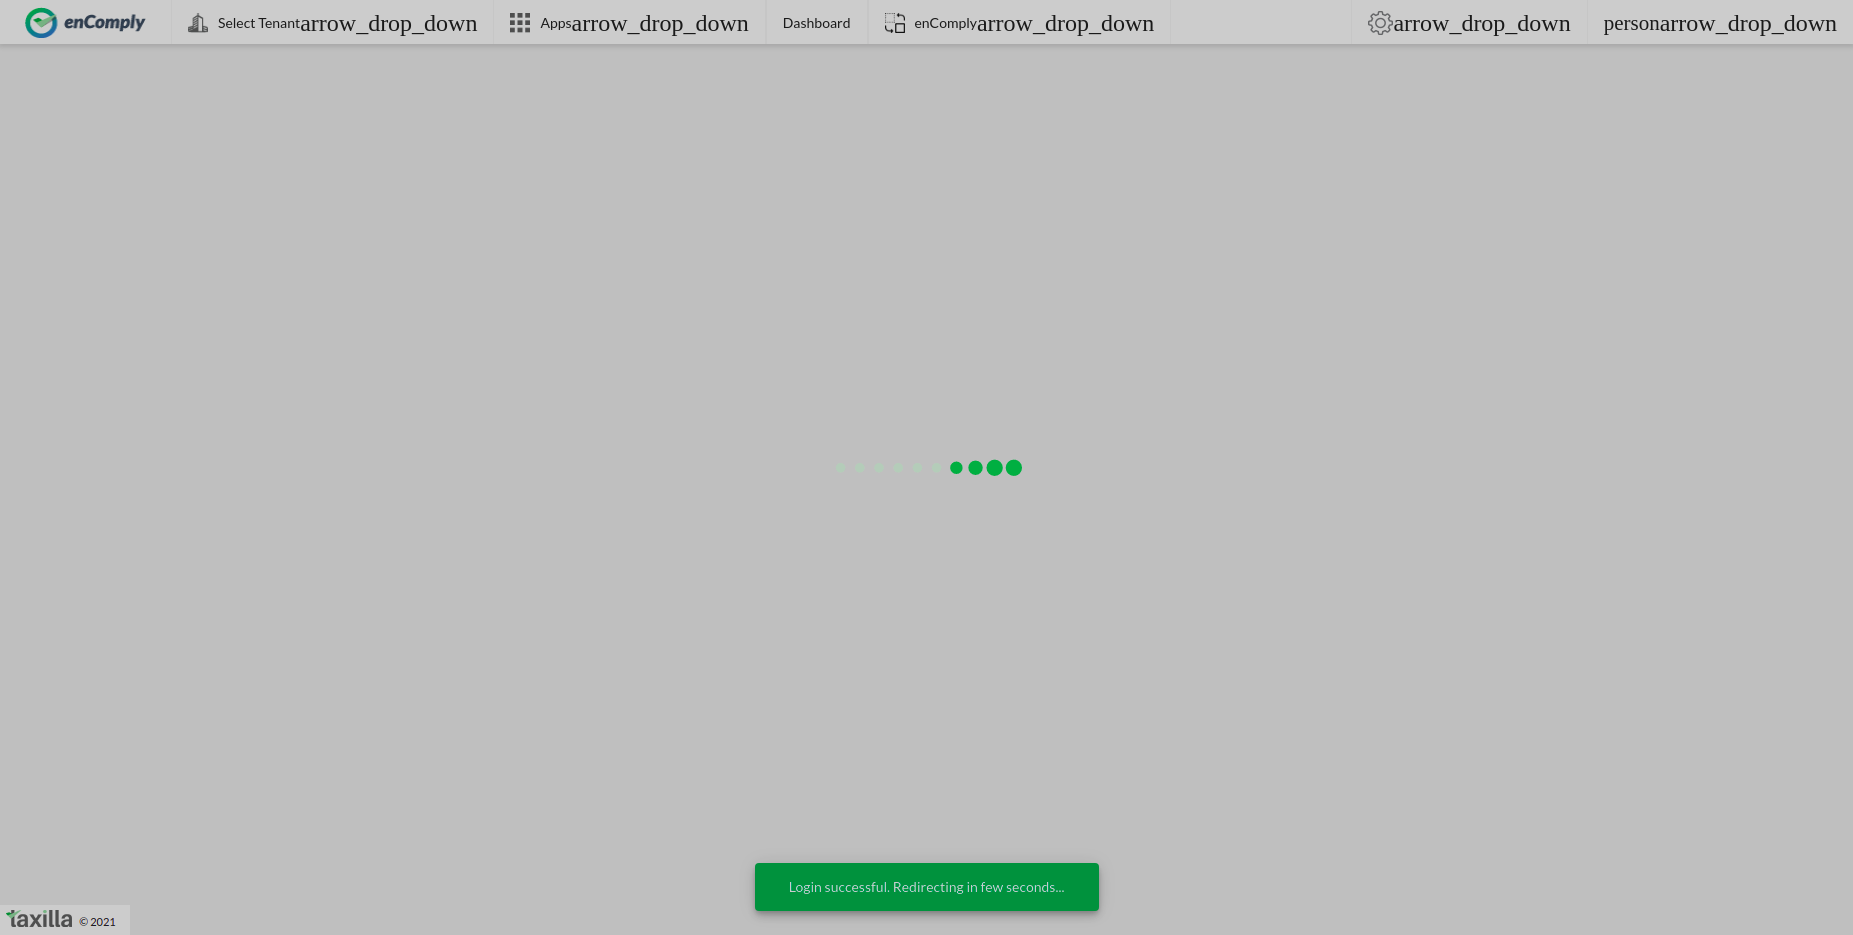 enComply Select Tenantarrow_drop_down Appsarrow_drop_down Dashboard enComplyarrow_drop_down arrow_drop_down personarrow_drop_down
Login successful. Redirecting in few seconds...
taxilla © 2021